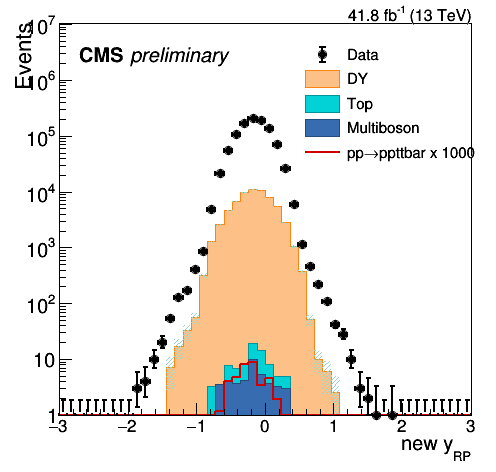 41.8 fb⁻¹ (13 TeV)
Events
CMS preliminary
Data
DY
Top
Multiboson
pp→ppttbar x 1000
10⁷
10⁶
10⁵
10⁴
10³
10²
10
1
−3 −2 −1 0 1 2 3
new y_RP